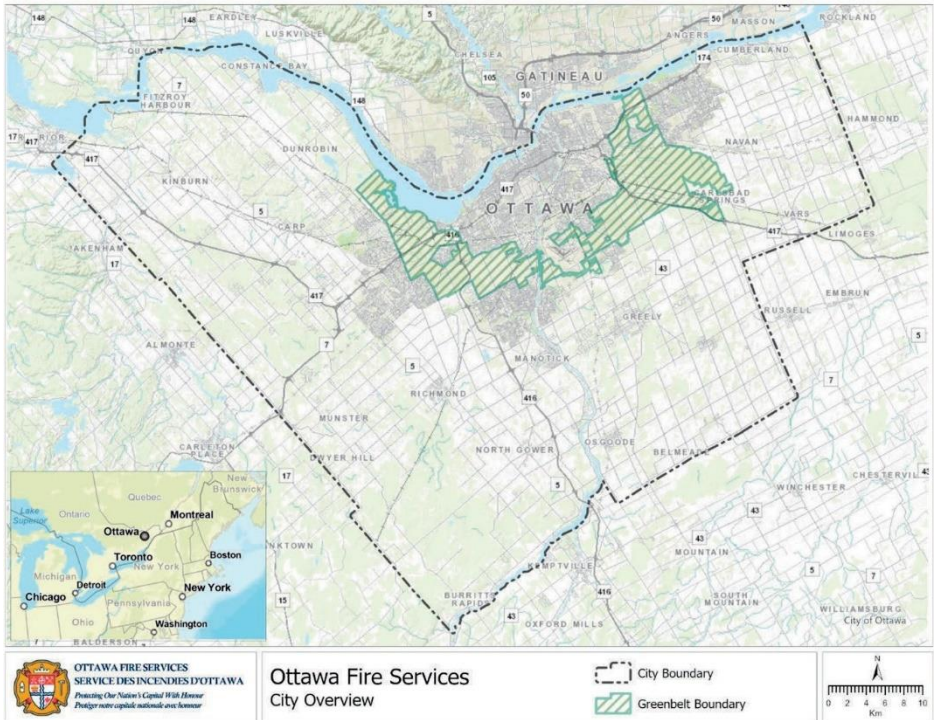 148
EARDLEY
148
LUSKVILLE
5
50
MASSON
148
ROCKLAND
QUYON
CHELSEA
ANGERS
CUMBERLAND
CONSTANCE BAY
174
7
105
GATINEAU
FITZROY
HARBOUR
148
50
HAMMOND
17
417
417
DUNROBIN
NAVAN
KINBURN
417
CARLSBAD
SPRINGS
5
OTTAWA
VARS
CARP
416
417
LIMOGES
PAKENHAM
17
43
417
EMBRUN
GREELY
RUSSELL
7
ALMONTE
MANOTICK
5
5
7
RICHMOND
416
MUNSTER
CARLETON
PLACE
NORTH GOWER
OSGOODE
DWYER HILL
BELMEADE
43
17
5
CHESTERVIL
WINCHESTER
43
43
NKTOWN
MOUNTAIN
KEMPTVILLE
7
15
BURRITTS
RAPIDS
416
SOUTH
MOUNTAIN
43
WILLIAMSBURG
OXFORD MILLS
City of Ottawa
BALDERSON
New
Brunswick
Quebec
Ontario
Lake
Superior
Montreal
Ottawa
Toronto
New York
Boston
Michigan
Detroit
Chicago
New York
Pennsylvania
Ohio
Washington
OTTAWA FIRE SERVICES
SERVICE DES INCENDIES D'OTTAWA
Protecting Our Nation's Capital With Honour
Protéger notre capitale nationale avec honneur
Ottawa Fire Services
City Overview
City Boundary
Greenbelt Boundary
N
0 2 4 6 8 10
Km